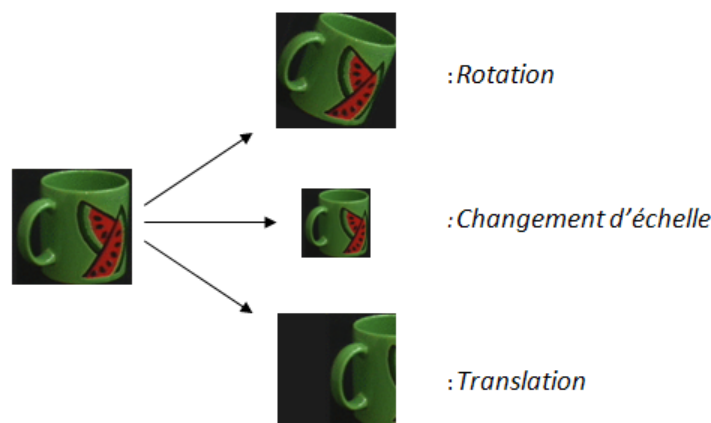 : Rotation
: Changement d'échelle
: Translation